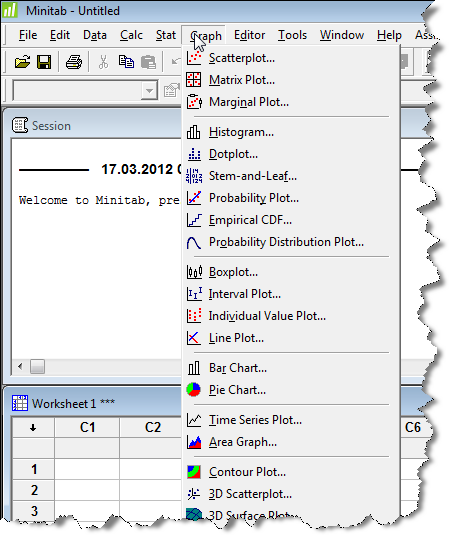 Minitab - Untitled
File Edit Data Calc Stat Graph Editor Tools Window Help Ass
Scatterplot...
Matrix Plot...
Marginal Plot...
Session
Histogram...
17.03.2012
Dotplot...
Stem-and-Leaf...
Welcome to Minitab, pre
Probability Plot...
Empirical CDF...
Probability Distribution Plot...
Boxplot...
Interval Plot...
Individual Value Plot...
Line Plot...
Bar Chart...
Pie Chart...
Worksheet 1 ***
Time Series Plot...
C1 C2 C6
Area Graph...
1
Contour Plot...
2
3D Scatterplot...
3
3D Surface Plot...